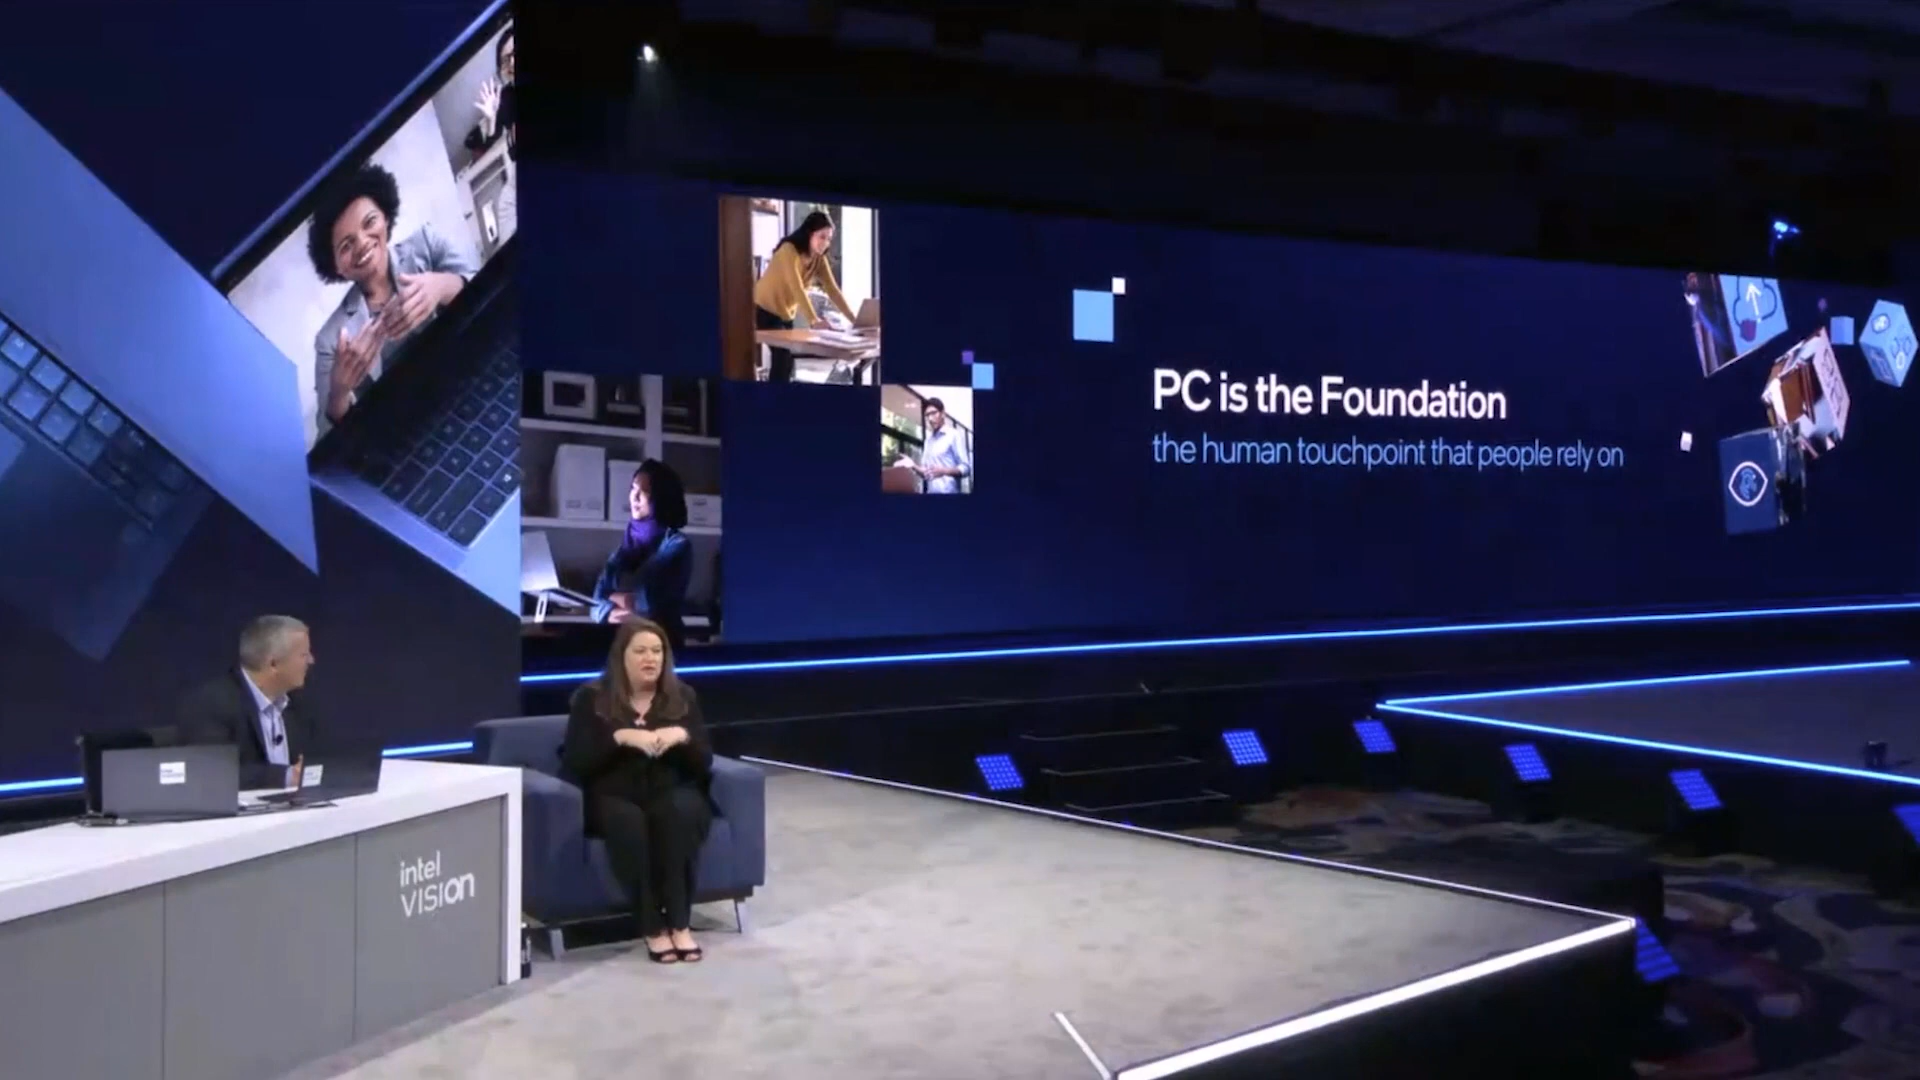 PC is the Foundation
the human touchpoint that people rely on
intel
VISION